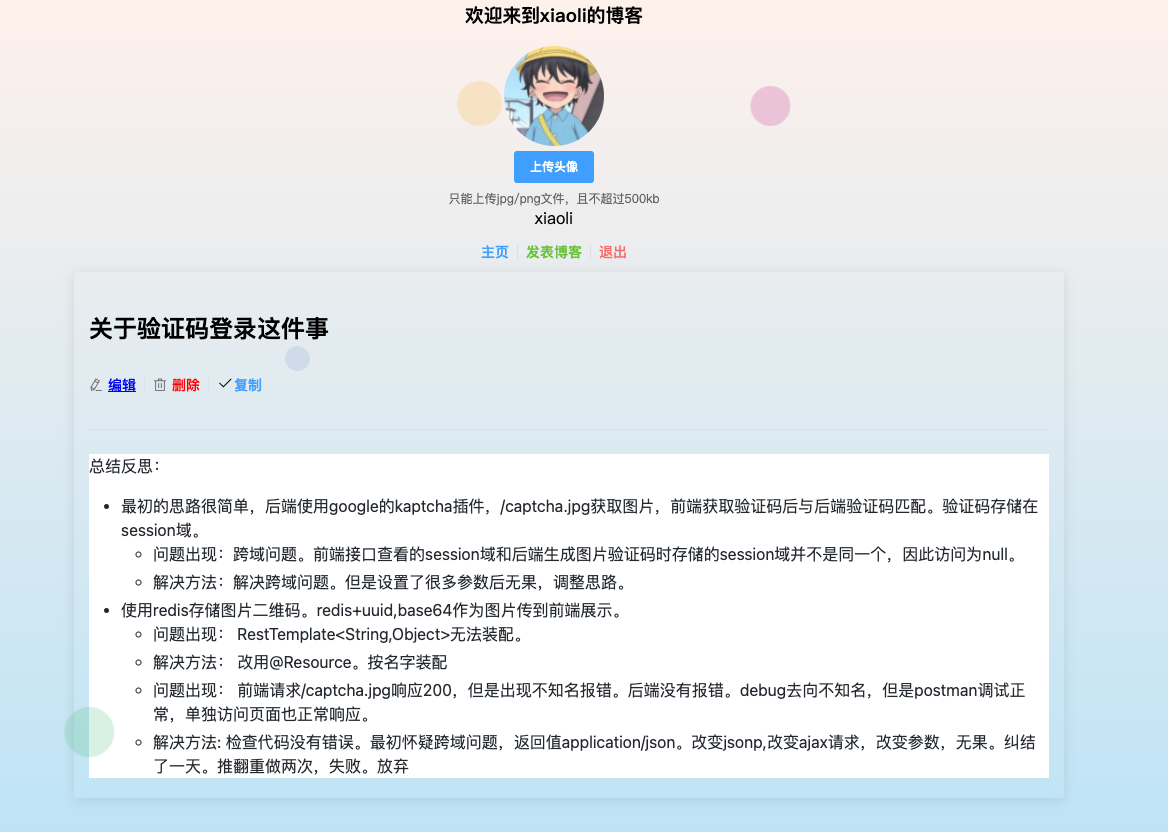 欢迎来到xiaoli的博客
上传头像
只能上传jpg/png文件，且不超过500kb
xiaoli
主页 发表博客 退出
关于验证码登录这件事
编辑 删除 复制
总结反思：
最初的思路很简单，后端使用google的kaptcha插件，/captcha.jpg获取图片，前端获取验证码后与后端验证码匹配。验证码存储在
session域。
问题出现：跨域问题。前端接口查看的session域和后端生成图片验证码时存储的session域并不是同一个，因此访问为null。
解决方法：解决跨域问题。但是设置了很多参数后无果，调整思路。
使用redis存储图片二维码。redis+uuid,base64作为图片传到前端展示。
问题出现： RestTemplate<String,Object>无法装配。
解决方法： 改用@Resource。按名字装配
问题出现： 前端请求/captcha.jpg响应200，但是出现不知名报错。后端没有报错。debug去向不知名，但是postman调试正
常，单独访问页面也正常响应。
解决方法: 检查代码没有错误。最初怀疑跨域问题，返回值application/json。改变jsonp,改变ajax请求，改变参数，无果。纠结
了一天。推翻重做两次，失败。放弃